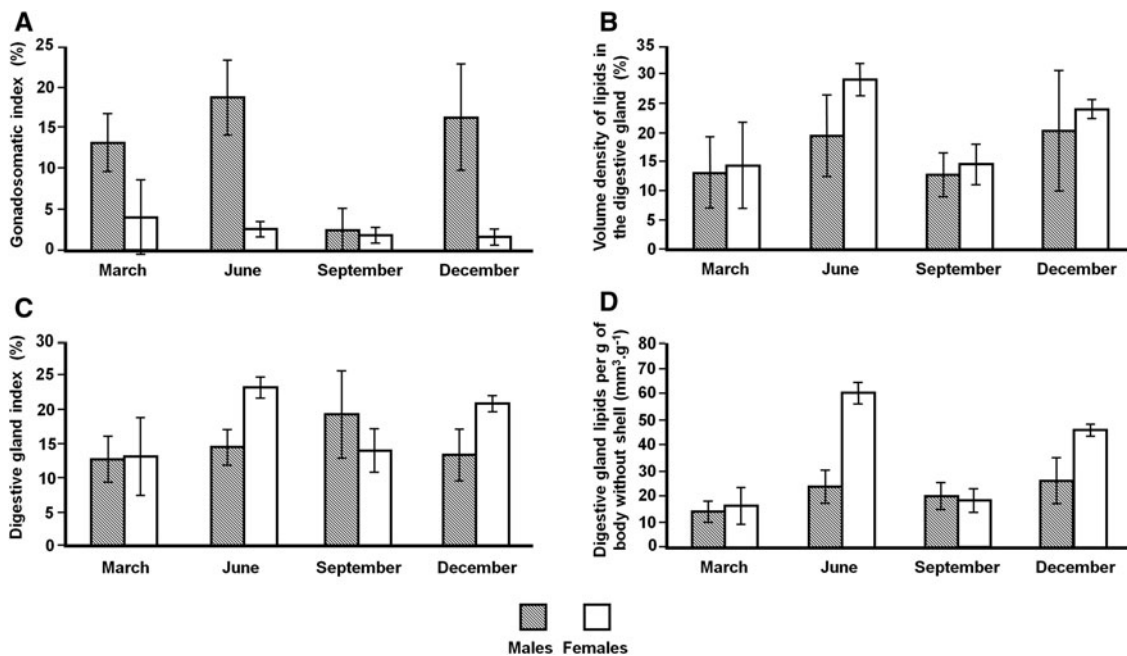 A
Gonadosomatic index (%)
25
20
15
10
5
0
March June September December
B
Volume density of lipids in
the digestive gland (%)
35
30
25
20
15
10
5
0
March June September December
C
Digestive gland index (%)
30
25
20
15
10
5
0
March June September December
D
Digestive gland lipids per g of
body without shell (mm³.g⁻¹)
80
70
60
50
40
30
20
10
0
March June September December
Males Females